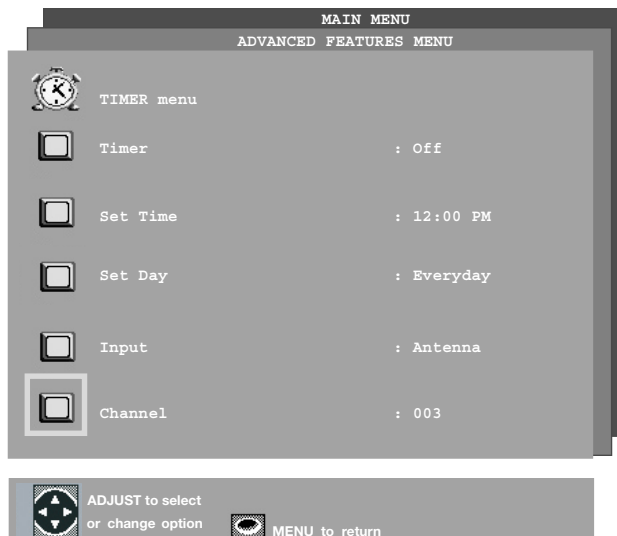 MAIN MENU
ADVANCED FEATURES MENU
TIMER menu
Timer : Off
Set Time : 12:00 PM
Set Day : Everyday
Input : Antenna
Channel : 003
ADJUST to select
or change option
MENU to return